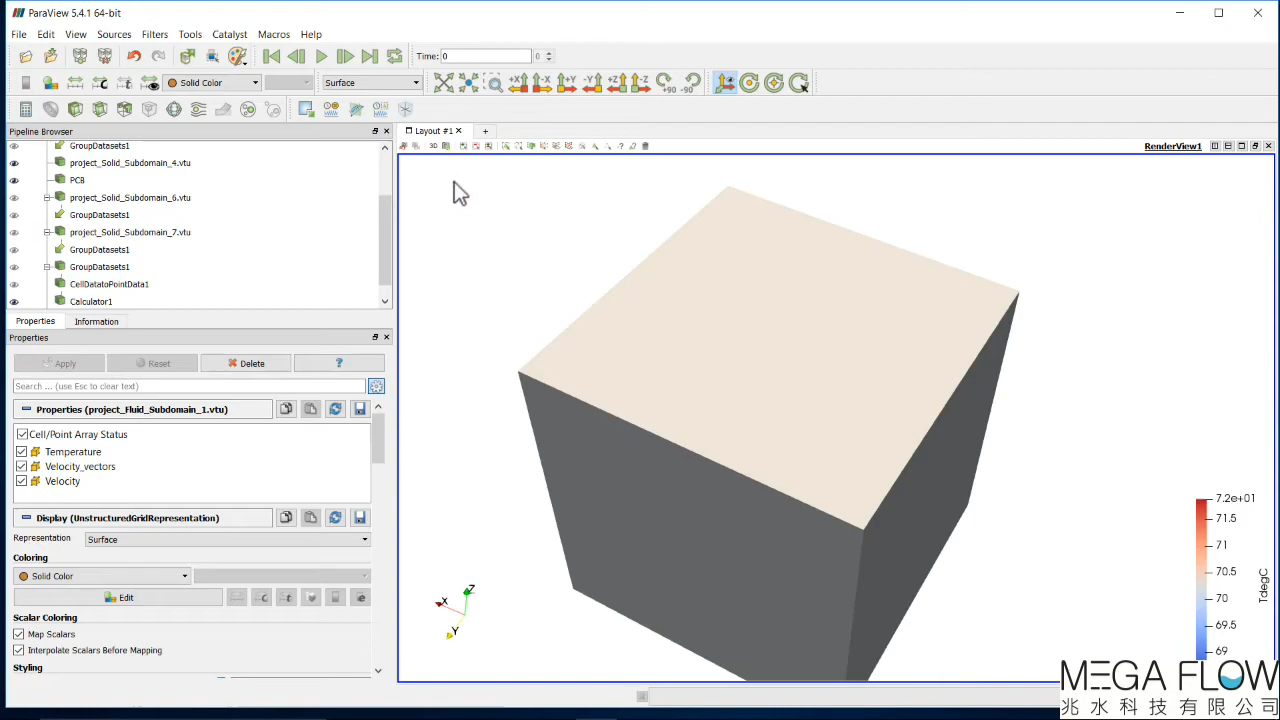 ParaView 5.4.1 64-bit
File Edit View Sources Filters Tools Catalyst Macros Help
Time: 0 0
Solid Color Surface +X -X +Y -Y +Z -Z +90 -90
Pipeline Browser
Layout #1 +
GroupDatasets1
3D
RenderView1
project_Solid_Subdomain_4.vtu
PCB
project_Solid_Subdomain_6.vtu
GroupDatasets1
project_Solid_Subdomain_7.vtu
GroupDatasets1
GroupDatasets1
CellDatatoPointData1
Calculator1
Properties Information
Properties
Apply Reset Delete ?
Search ... (use Esc to clear text)
Properties (project_Fluid_Subdomain_1.vtu)
Cell/Point Array Status
Temperature
Velocity_vectors
Velocity
Display (UnstructuredGridRepresentation)
Representation Surface
Coloring
Solid Color
Edit
Scalar Coloring
Map Scalars
Interpolate Scalars Before Mapping
Styling
X
Y
Z
7.2e+01
71.5
71
70.5
70
69.5
69
TdegC
MEGA FLOW
兆水科技有限公司